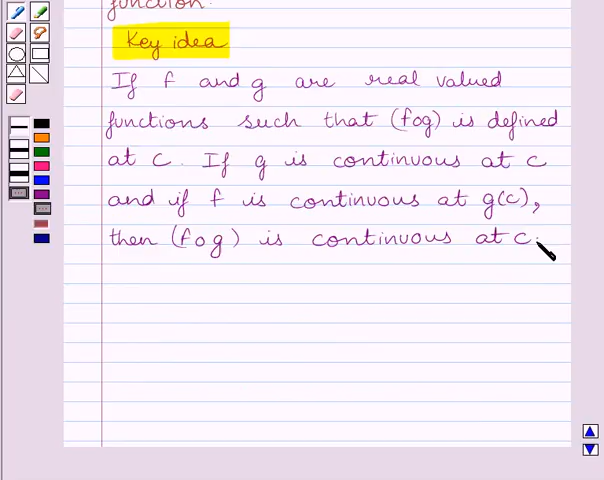 function.
Key idea
If f and g are real valued
functions such that (fog) is defined
at c. If g is continuous at c
and if f is continuous at g(c),
then (fog) is continuous at c.